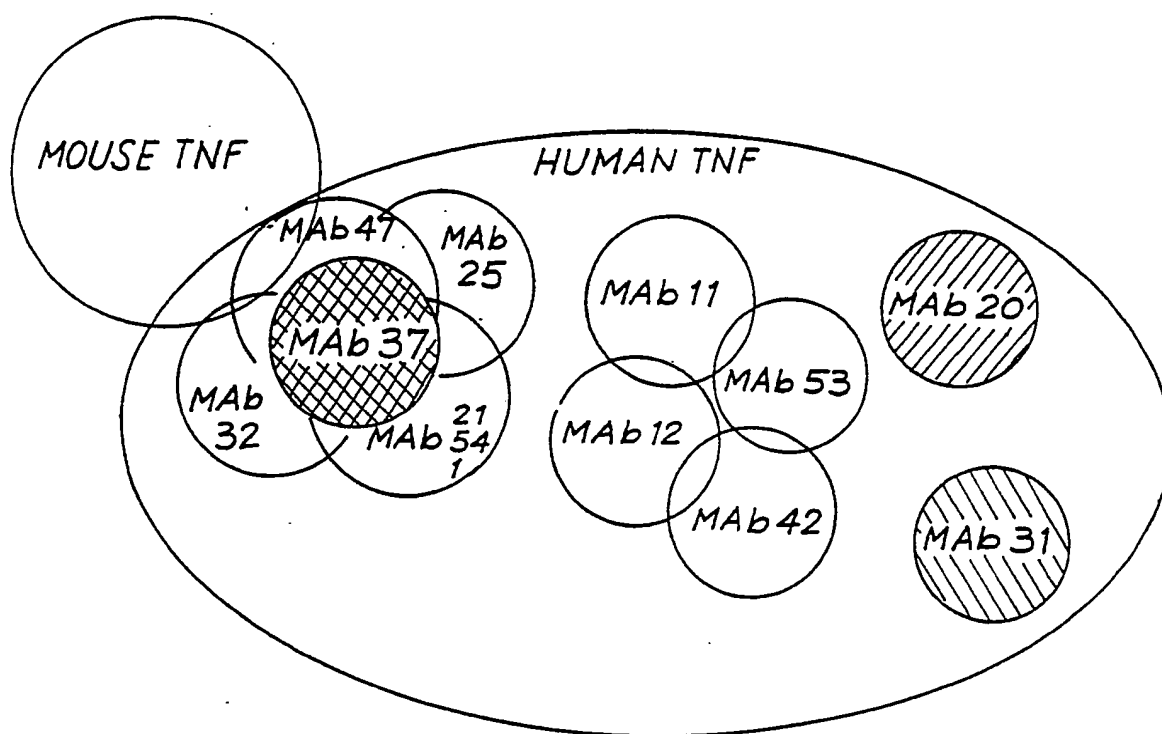 MOUSE TNF
HUMAN TNF
MAb 47
MAb
25
MAb 37
MAb
32
MAb 21
54
1
MAb 11
MAb 53
MAb 12
MAb 42
MAb 20
MAb 31